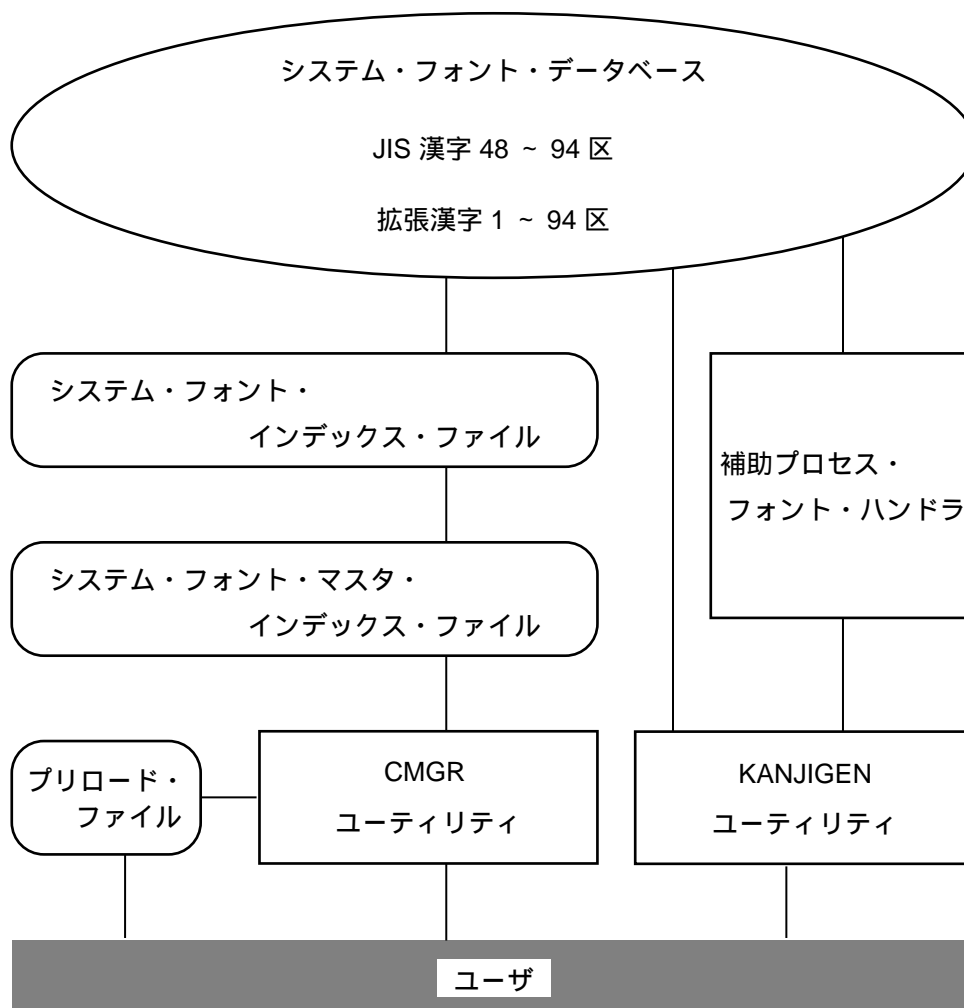 システム・フォント・データベース
JIS 漢字 48 ~ 94 区
拡張漢字 1 ~ 94 区
システム・フォント・
インデックス・ファイル
補助プロセス・
フォント・ハンドラ
システム・フォント・マスタ・
インデックス・ファイル
プリロード・
ファイル
CMGR
ユーティリティ
KANJIGEN
ユーティリティ
ユーザ